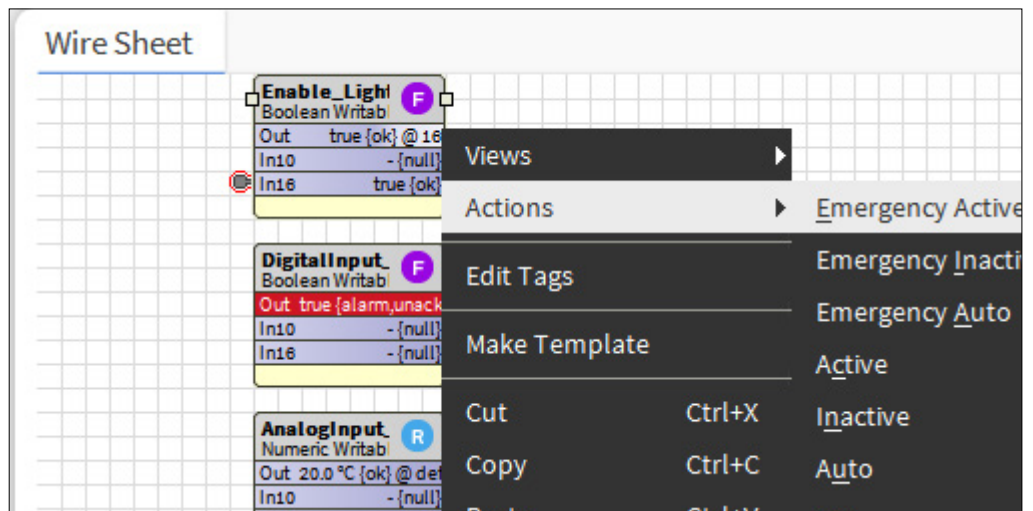 Wire Sheet
Enable_Light
F
Boolean Writabl
Out true {ok} @ 16
In10 - {null}
In16 true {ok}
DigitalInput_
F
Boolean Writabl
Out true {alarm,unack
In10 - {null}
In16 - {null}
AnalogInput_
R
Numeric Writabl
Out 20.0 °C {ok} @ def
In10 - {null}
Views
Actions
Edit Tags
Make Template
Cut Ctrl+X
Copy Ctrl+C
Emergency Active
Emergency Inacti
Emergency Auto
Active
Inactive
Auto